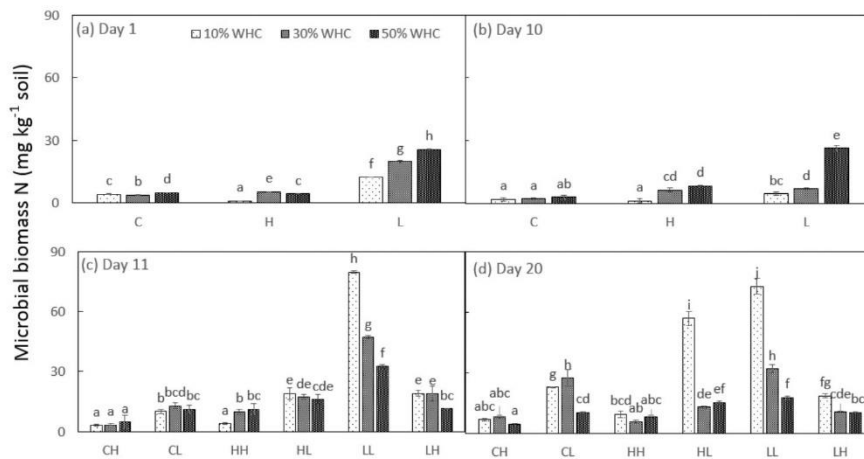 Microbial biomass N (mg kg⁻¹ soil)
90
60
30
0
(a) Day 1
10% WHC 30% WHC 50% WHC
c b d
a e c
f g h
C H L
(b) Day 10
a a ab
a cd d
bc d e
C H L
90
60
30
0
(c) Day 11
a a a
b bcd bc
a b bc
e de cde
h g f
e e bc
CH CL HH HL LL LH
(d) Day 20
abc abc a
g h cd
bcd ab abc
i de ef
j h f
fg bc bc
CH CL HH HL LL LH